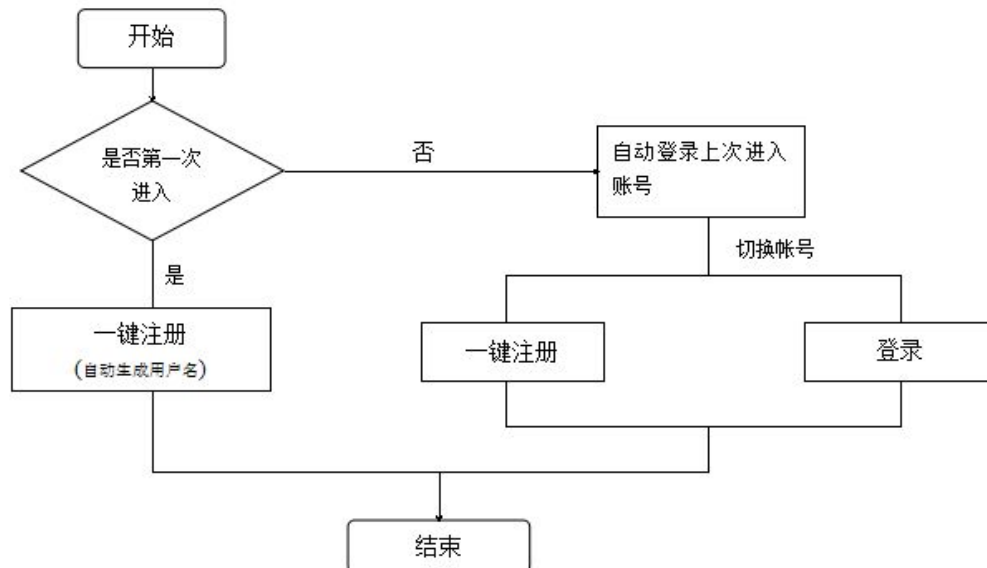 开始
是否第一次
进入
否
自动登录上次进入
账号
切换帐号
是
一键注册
(自动生成用户名)
一键注册
登录
结束